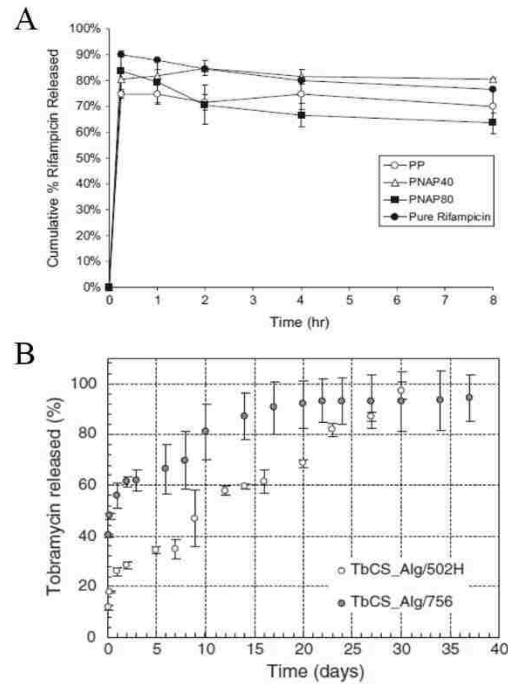 A
Cumulative % Rifampicin Released
100%
90%
80%
70%
60%
50%
40%
30%
20%
10%
0%
PP
PNAP40
PNAP80
Pure Rifampicin
0 1 2 3 4 5 6 7 8
Time (hr)
B
Tobramycin released (%)
100
80
60
40
20
0
TbCS_Alg/502H
TbCS_Alg/756
0 5 10 15 20 25 30 35 40
Time (days)